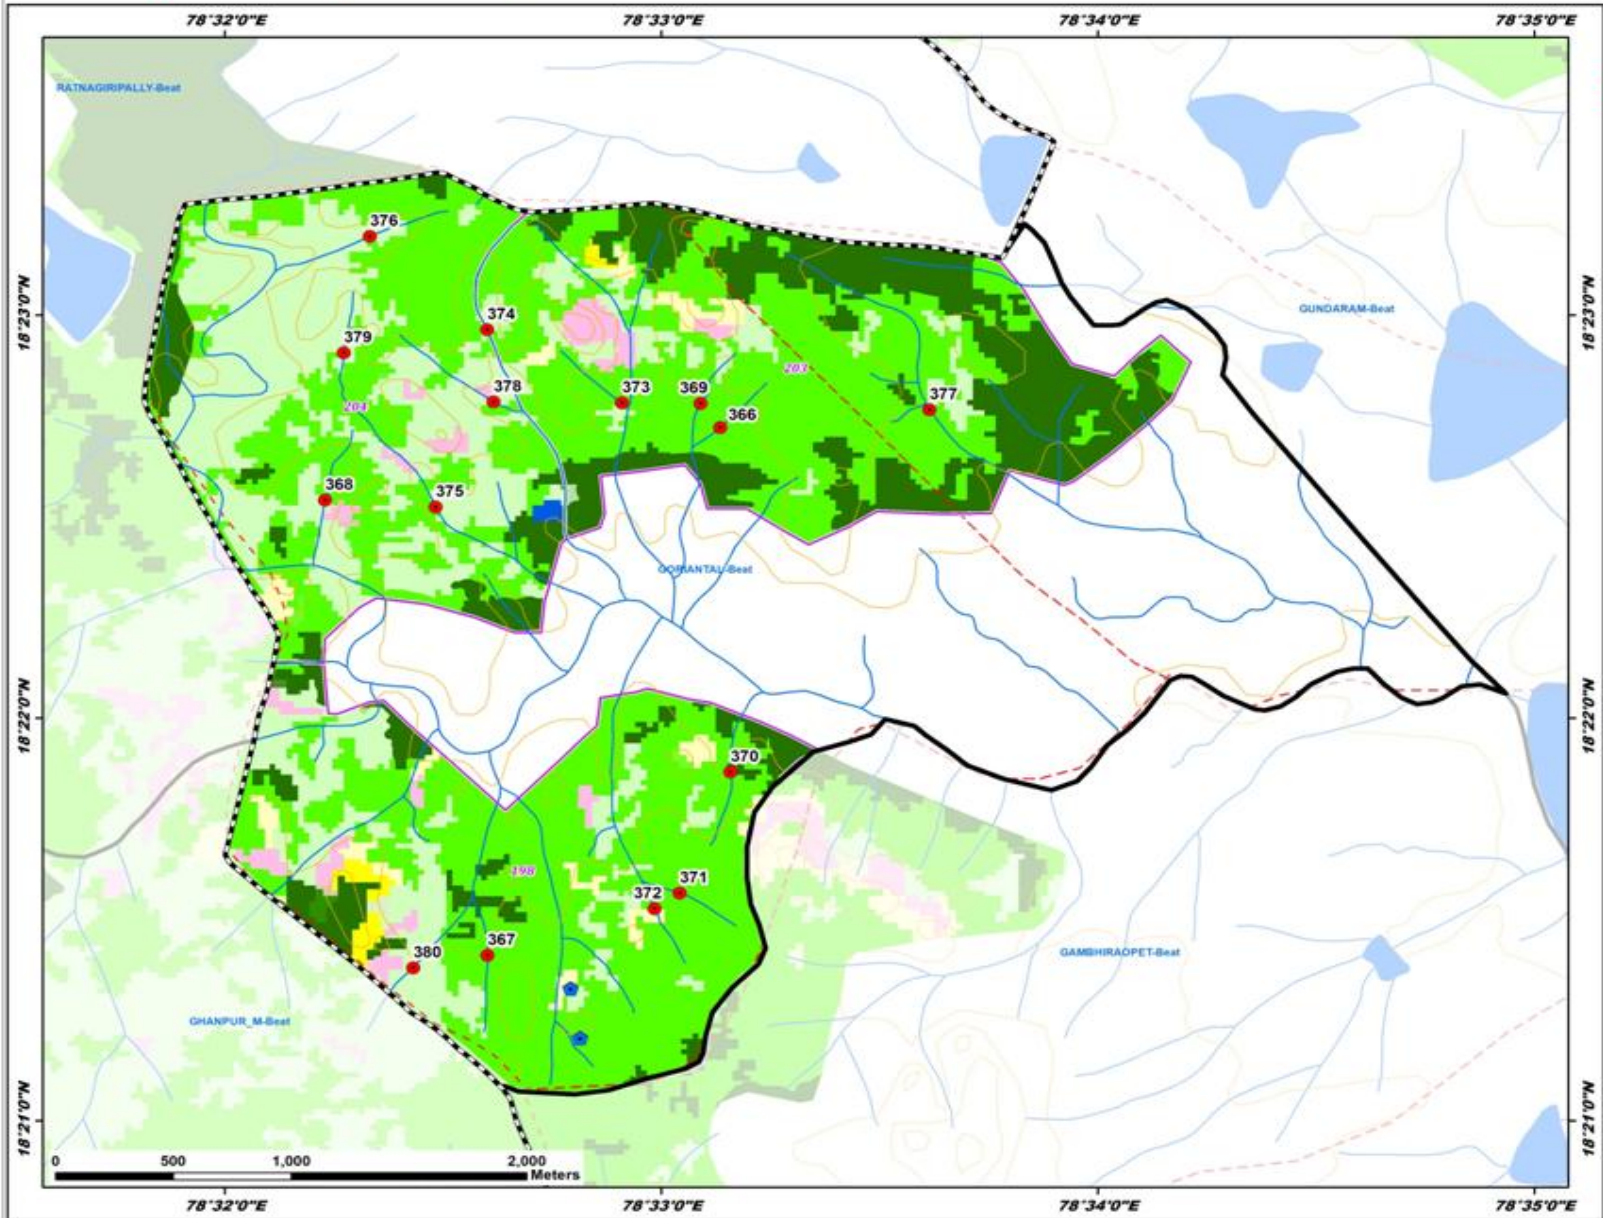 78°32'0"E 78°33'0"E 78°34'0"E 78°35'0"E
RATNAGIRIPALLY-Beat
376
GUNDARAM-Beat
18°23'0"N 18°23'0"N
374
379
203
378 373 369
377
204
366
368 375
GORIANTAL-Beat
18°22'0"N 18°22'0"N
370
198
371
372
380 367
GAMBHIRAOPET-Beat
GHANPUR_M-Beat
18°21'0"N 18°21'0"N
0 500 1,000 2,000
Meters
78°32'0"E 78°33'0"E 78°34'0"E 78°35'0"E